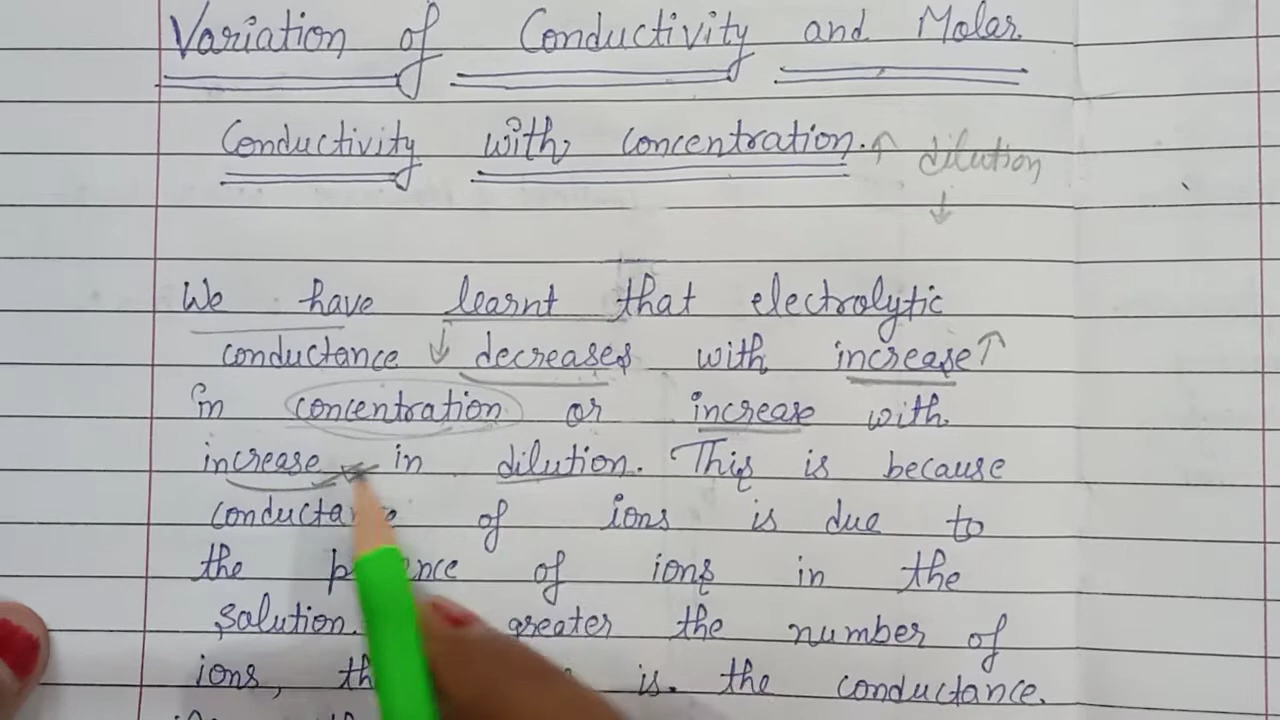 Variation of Conductivity and Molar
Conductivity with concentration. ↑ dilution
↓
We have learnt that electrolytic
conductance ↓ decreases with increase ↑
in concentration or increase with
increase in dilution. This is because
of ions is due to
the of ions in the
solution. greater the number of
ions, is. the conductance.